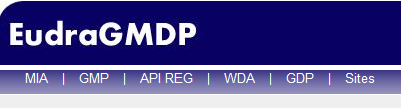 EudraGMDP
MIA | GMP | API REG | WDA | GDP | Sites